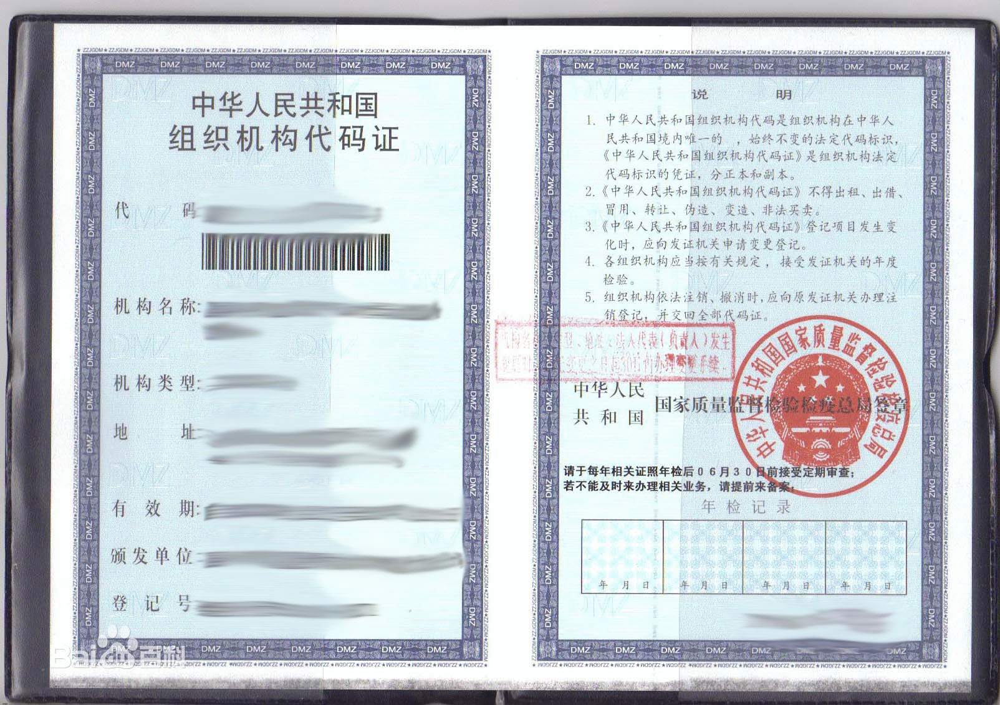 中华人民共和国
组织机构代码证
代 码
机构名称:
机构类型:
地 址
有 效 期:
颁发单位
登 记 号
Baidu百科
说 明
1. 中华人民共和国组织机构代码是组织机构在中华人
民共和国境内唯一的 ,始终不变的法定代码标识,
《中华人民共和国组织机构代码证》是组织机构法定
代码标识的凭证,分正本和副本。
2.《中华人民共和国组织机构代码证》不得出租、出借、
冒用、转让、伪造、变造、非法买卖。
3.《中华人民共和国组织机构代码证》登记项目发生变
化时,应向发证机关申请变更登记。
4. 各组织机构应当按有关规定,接受发证机关的年度
检验。
5. 组织机构依法注销、撤消时,应向原发证机关办理注
销登记,并交回全部代码证。
机构名 型、地址、法人代表(负责人)发生
变更之日起30日内办理变更手续
中华人民
共和国
国家质量监督检验检疫总局签章
中华人民共和国国家质量监督检验检疫总局
请于每年相关证照年检后06月30日前接受定期审查;
若不能及时来办理相关业务,请提前来备案;
年 检 记 录
年 月 日 年 月 日 年 月 日 年 月 日